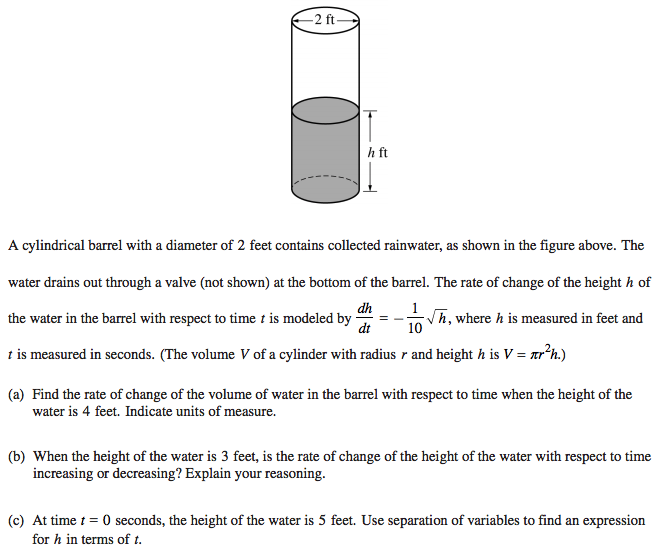 2 ft
h ft
A cylindrical barrel with a diameter of 2 feet contains collected rainwater, as shown in the figure above. The
water drains out through a valve (not shown) at the bottom of the barrel. The rate of change of the height h of
the water in the barrel with respect to time t is modeled by dh/dt = −1/10 √h, where h is measured in feet and
t is measured in seconds. (The volume V of a cylinder with radius r and height h is V = πr²h.)
(a) Find the rate of change of the volume of water in the barrel with respect to time when the height of the
water is 4 feet. Indicate units of measure.
(b) When the height of the water is 3 feet, is the rate of change of the height of the water with respect to time
increasing or decreasing? Explain your reasoning.
(c) At time t = 0 seconds, the height of the water is 5 feet. Use separation of variables to find an expression
for h in terms of t.